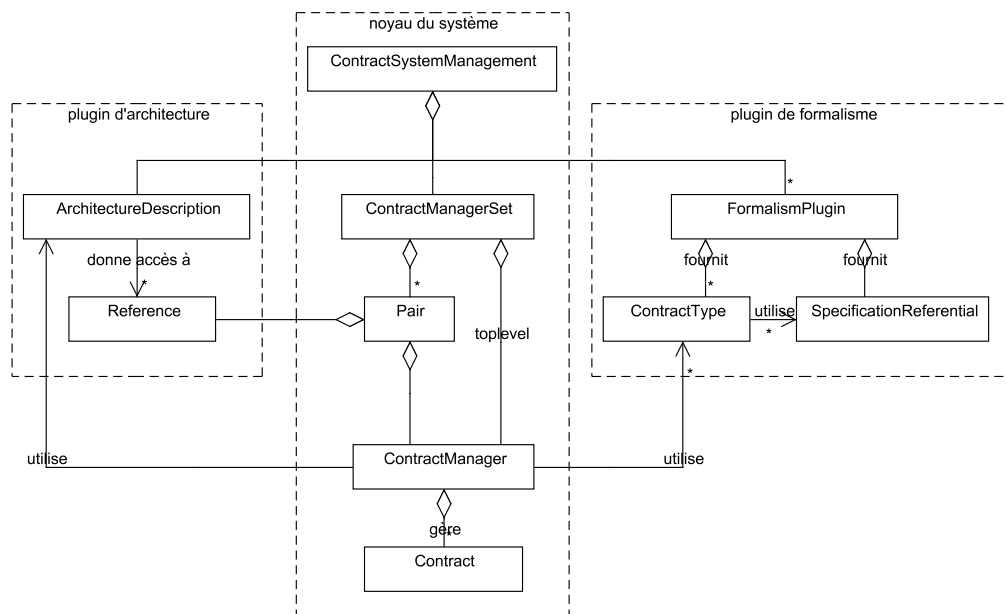 noyau du système
ContractSystemManagement
plugin d'architecture
plugin de formalisme
*
ArchitectureDescription
ContractManagerSet
FormalismPlugin
donne accès à
*
*
fournit
*
fournit
Reference
Pair
ContractType
utilise
*
SpecificationReferential
toplevel
*
utilise
ContractManager
utilise
gère
*
Contract